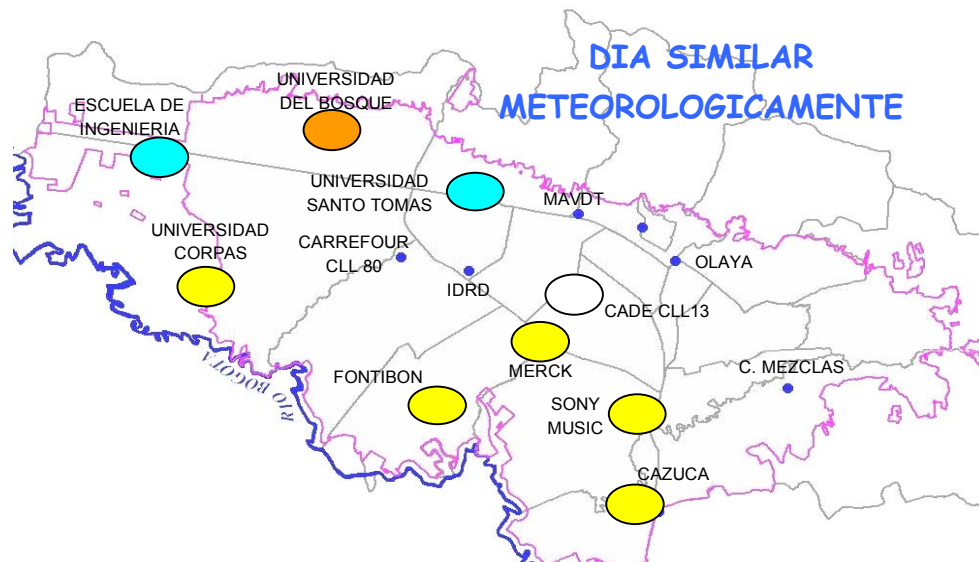 DIA SIMILAR
METEOROLOGICAMENTE
UNIVERSIDAD
DEL BOSQUE
ESCUELA DE
INGENIERIA
UNIVERSIDAD
SANTO TOMAS
MAVDT
UNIVERSIDAD
CORPAS
CARREFOUR
CLL 80
OLAYA
IDRD
CADE CLL13
RIO BOGOTA
FONTIBON
MERCK
C. MEZCLAS
SONY
MUSIC
CAZUCA